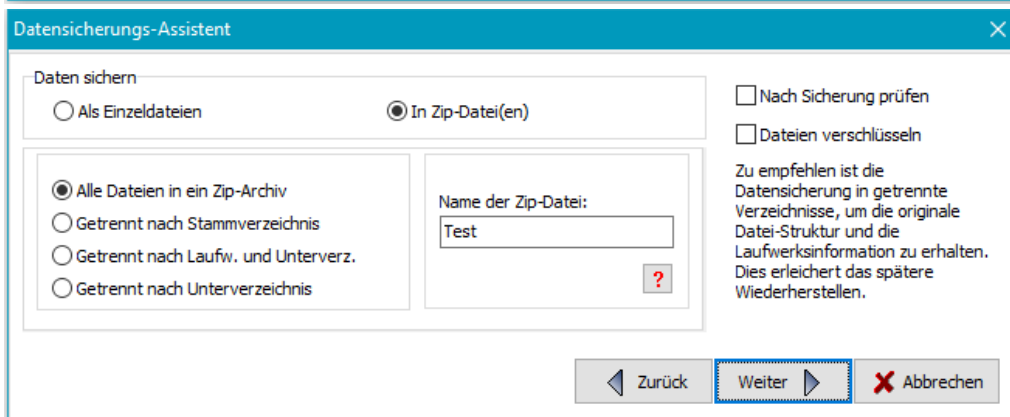 Datensicherungs-Assistent
Daten sichern
Als Einzeldateien
In Zip-Datei(en)
Alle Dateien in ein Zip-Archiv
Getrennt nach Stammverzeichnis
Getrennt nach Laufw. und Unterverz.
Getrennt nach Unterverzeichnis
Name der Zip-Datei:
Test
?
Nach Sicherung prüfen
Dateien verschlüsseln
Zu empfehlen ist die
Datensicherung in getrennte
Verzeichnisse, um die originale
Datei-Struktur und die
Laufwerksinformation zu erhalten.
Dies erleichert das spätere
Wiederherstellen.
Zurück
Weiter
Abbrechen